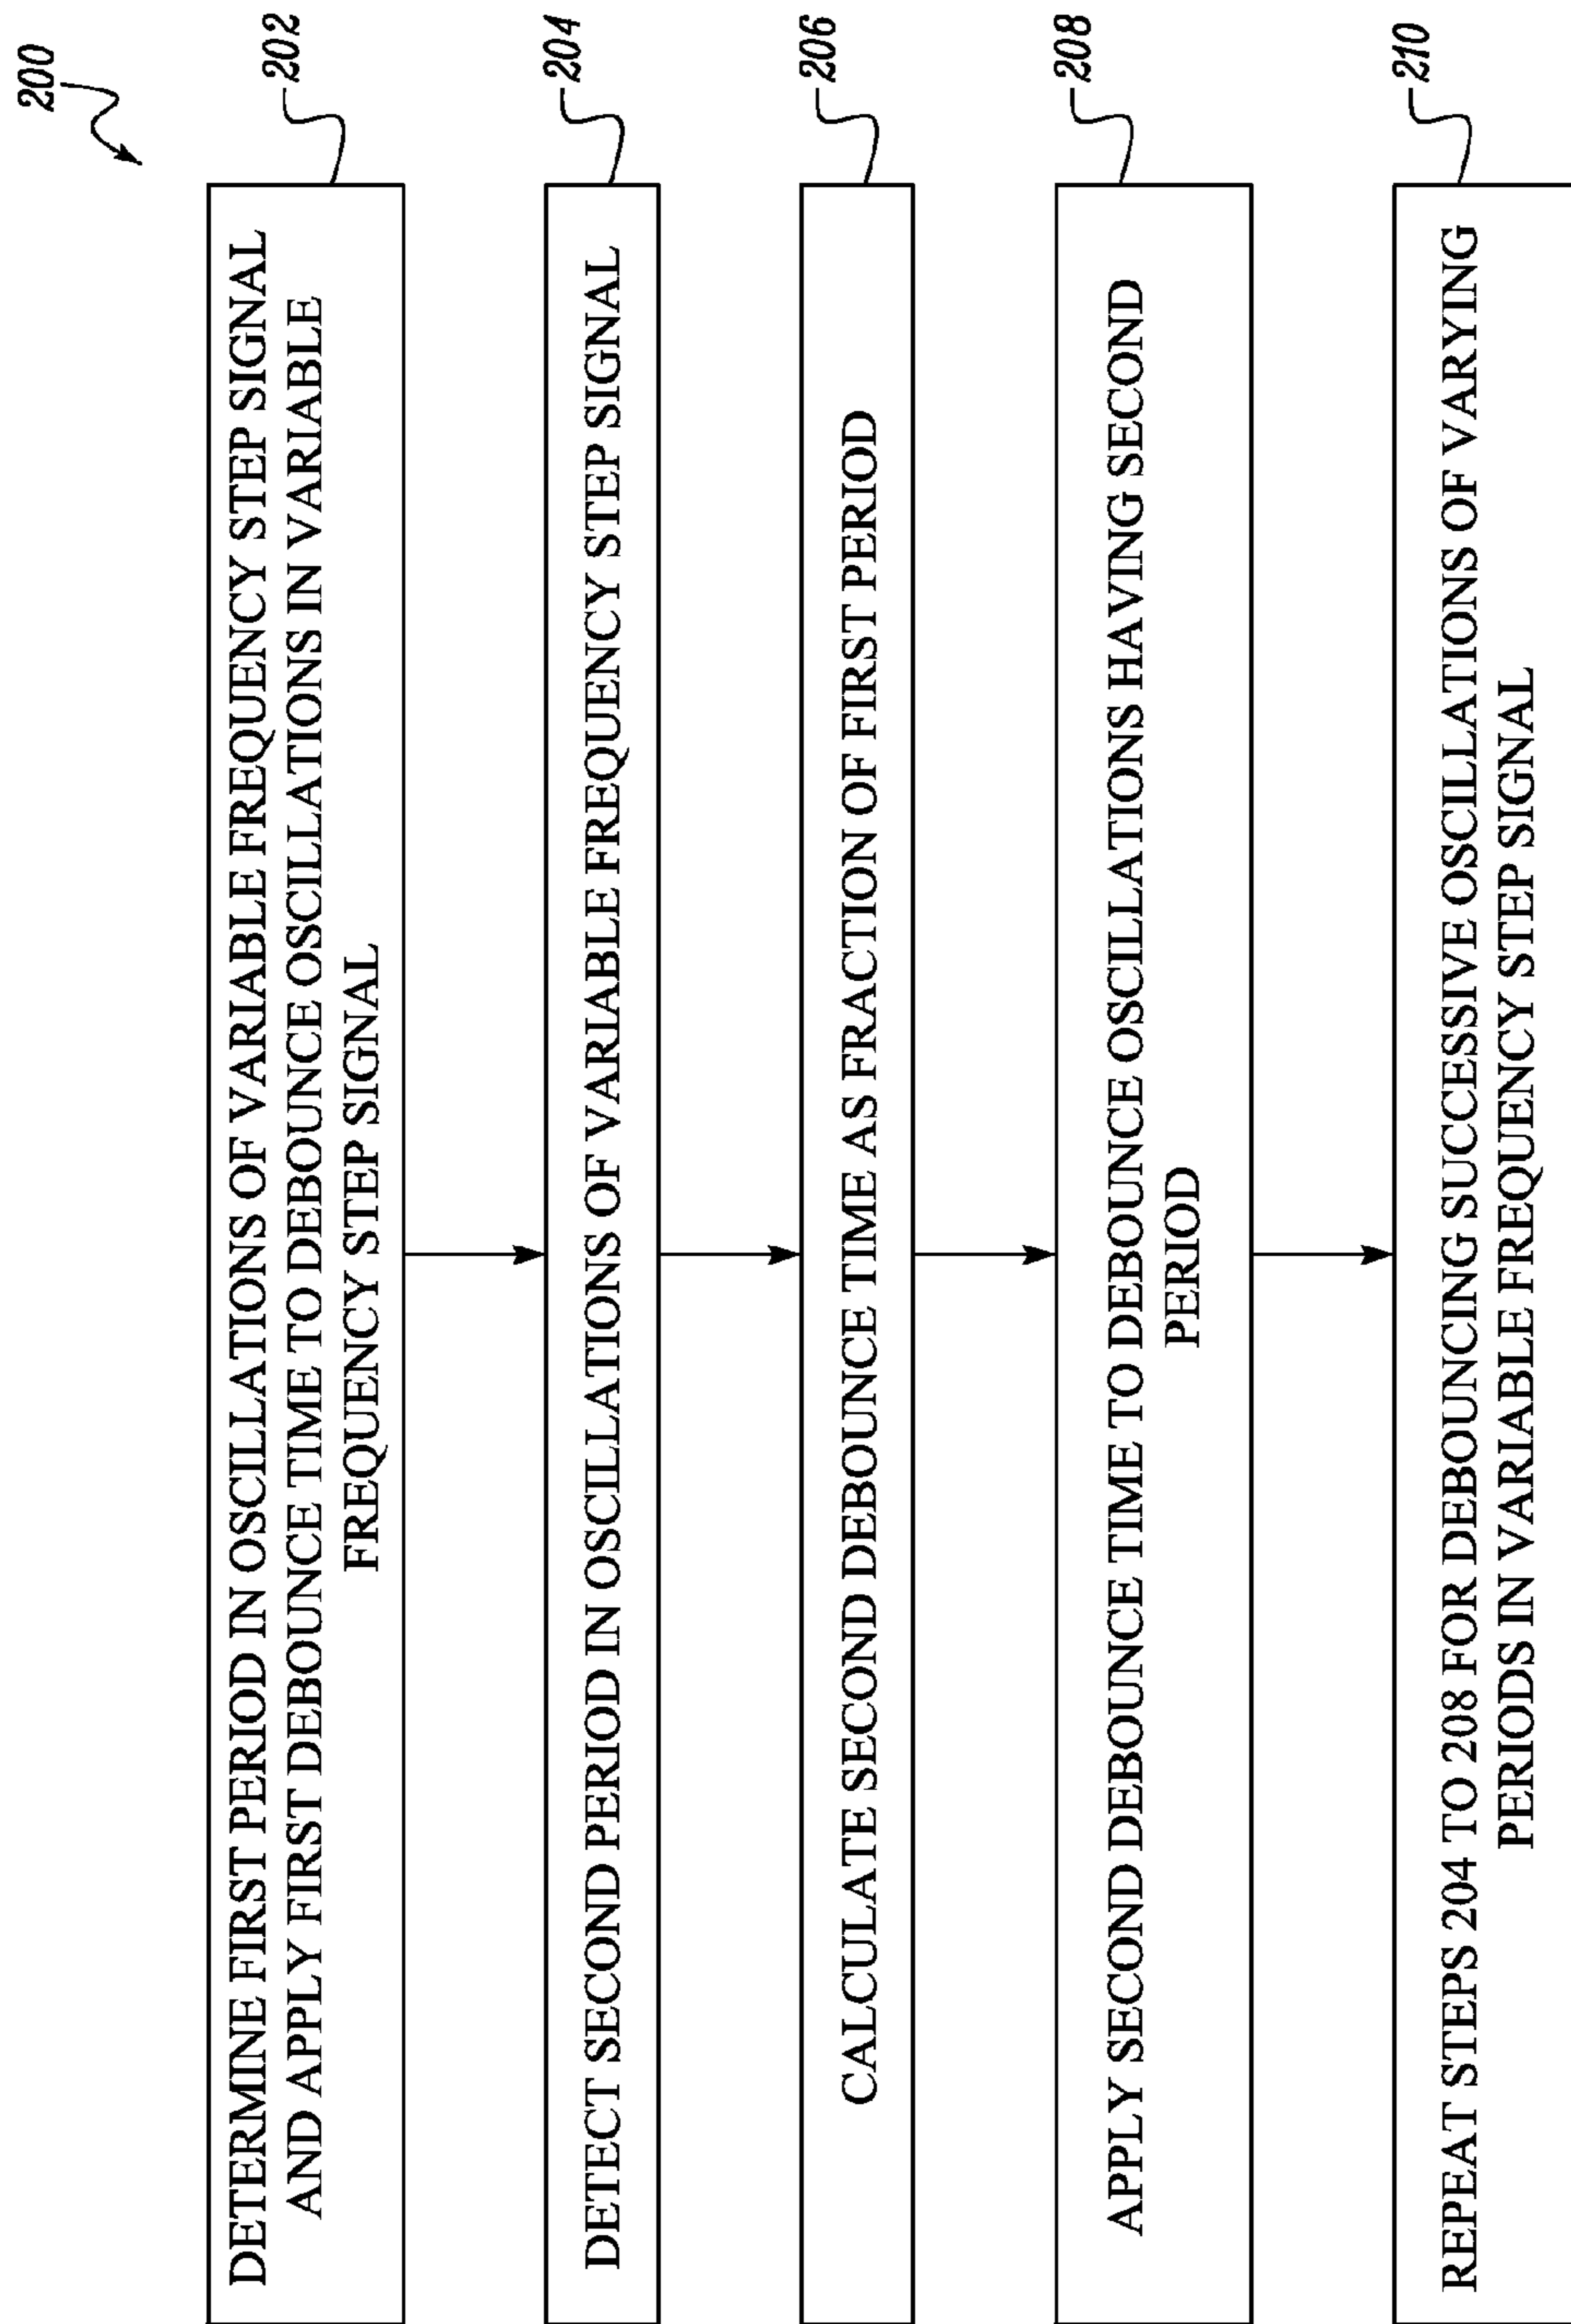 200
DETERMINE FIRST PERIOD IN OSCILLATIONS OF VARIABLE FREQUENCY STEP SIGNAL
AND APPLY FIRST DEBOUNCE TIME TO DEBOUNCE OSCILLATIONS IN VARIABLE
FREQUENCY STEP SIGNAL
202
DETECT SECOND PERIOD IN OSCILLATIONS OF VARIABLE FREQUENCY STEP SIGNAL
204
CALCULATE SECOND DEBOUNCE TIME AS FRACTION OF FIRST PERIOD
206
APPLY SECOND DEBOUNCE TIME TO DEBOUNCE OSCILLATIONS HAVING SECOND
PERIOD
208
REPEAT STEPS 204 TO 208 FOR DEBOUNCING SUCCESSIVE OSCILLATIONS OF VARYING
PERIODS IN VARIABLE FREQUENCY STEP SIGNAL
210